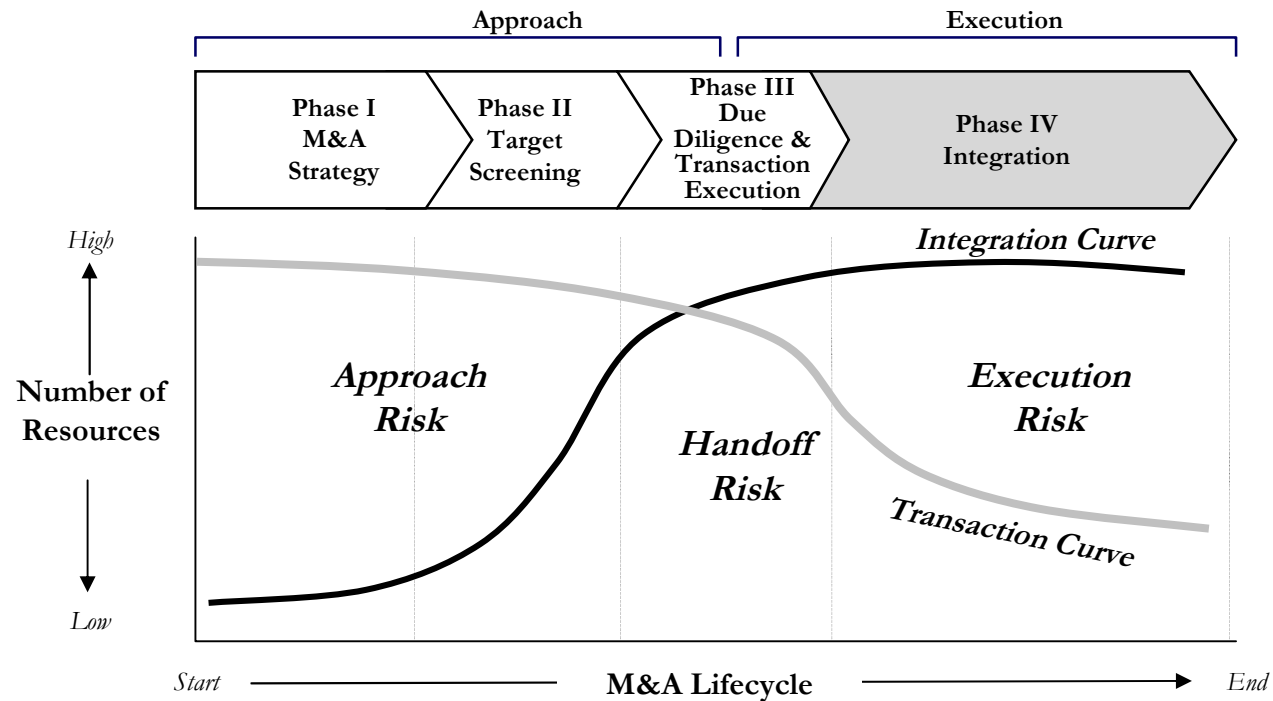 Approach
Execution
Phase I
M&A
Strategy
Phase II
Target
Screening
Phase III
Due
Diligence &
Transaction
Execution
Phase IV
Integration
High
Number of
Resources
Low
Integration Curve
Approach
Risk
Handoff
Risk
Execution
Risk
Transaction Curve
Start
M&A Lifecycle
End